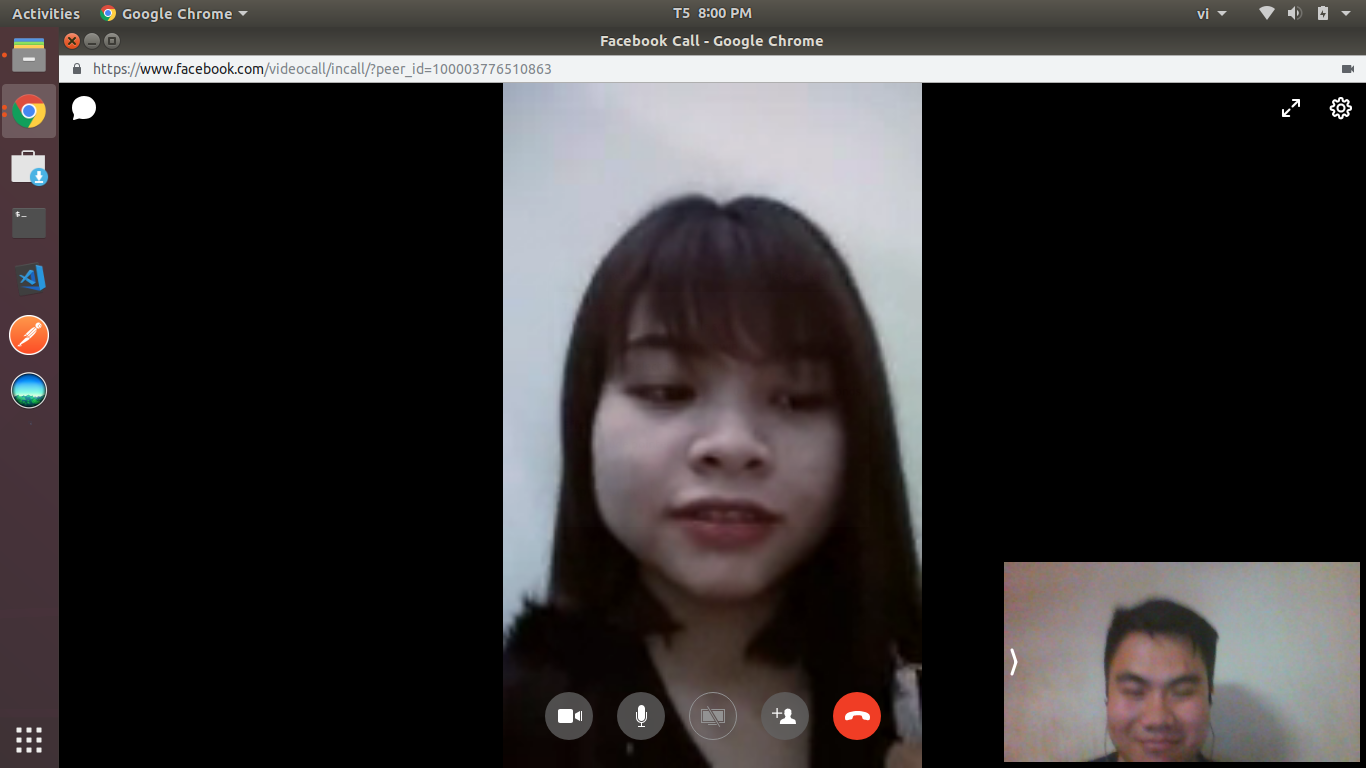 Activities Google Chrome T5 8:00 PM vi
Facebook Call - Google Chrome
https://www.facebook.com/videocall/incall/?peer_id=100003776510863
$_